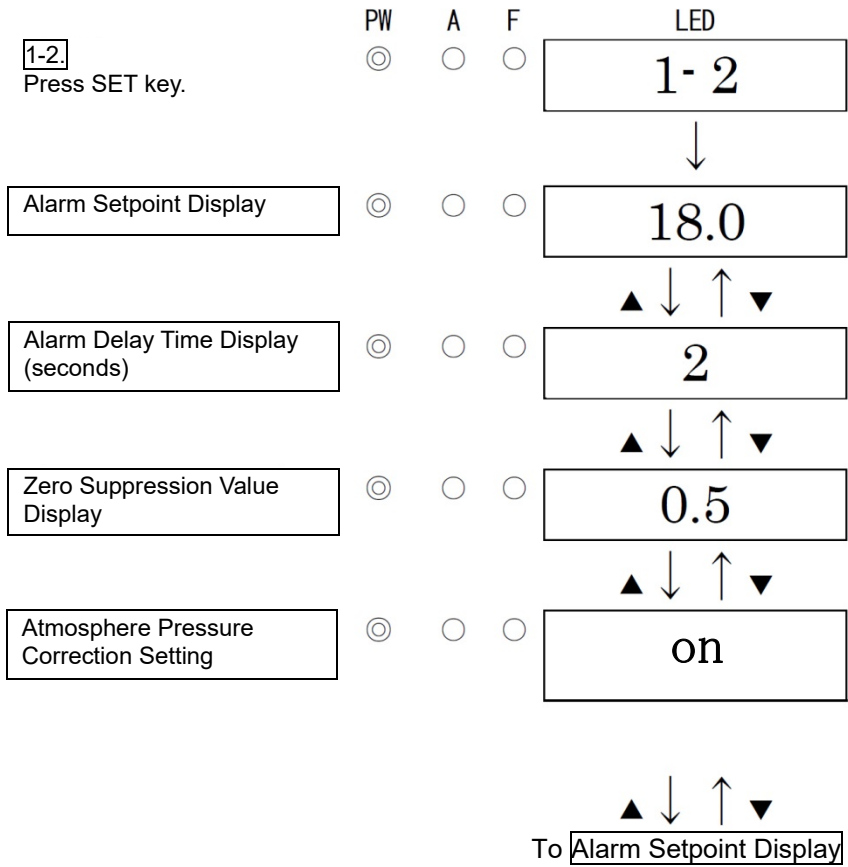 PW A F LED
1-2.
Press SET key.
1- 2
↓
Alarm Setpoint Display
◎ ○ ○
18.0
▲ ↓ ↑ ▼
Alarm Delay Time Display
(seconds)
◎ ○ ○
2
▲ ↓ ↑ ▼
Zero Suppression Value
Display
◎ ○ ○
0.5
▲ ↓ ↑ ▼
Atmosphere Pressure
Correction Setting
◎ ○ ○
on
▲ ↓ ↑ ▼
To Alarm Setpoint Display